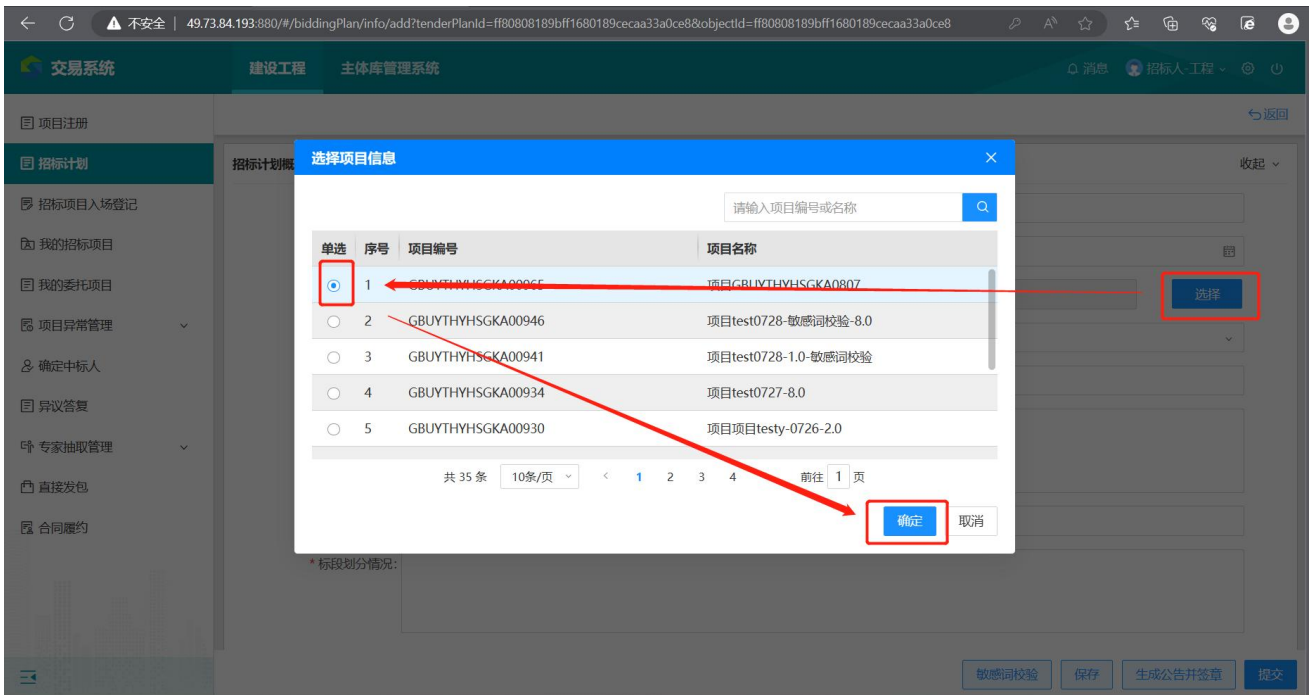 不安全 | 49.73.84.193:880/#/biddingPlan/info/add?tenderPlanId=ff80808189bff1680189cecaa33a0ce8&objectId=ff80808189bff1680189cecaa33a0ce8
交易系统 建设工程 主体库管理系统 消息 招标人-工程
项目注册 返回
招标计划 招标计划概 选择项目信息 收起
招标项目入场登记 请输入项目编号或名称
我的招标项目 单选 序号 项目编号 项目名称
我的委托项目 1 GBUYTHYHSGKA00965 项目GBUYTHYHSGKA0807 选择
项目异常管理 2 GBUYTHYHSGKA00946 项目test0728-敏感词校验-8.0
确定中标人 3 GBUYTHYHSGKA00941 项目test0728-1.0-敏感词校验
异议答复 4 GBUYTHYHSGKA00934 项目test0727-8.0
专家抽取管理 5 GBUYTHYHSGKA00930 项目项目testy-0726-2.0
直接发包 共 35 条 10条/页 < 1 2 3 4 前往 1 页
合同履约 确定 取消
* 标段划分情况:
敏感词校验 保存 生成公告并签章 提交